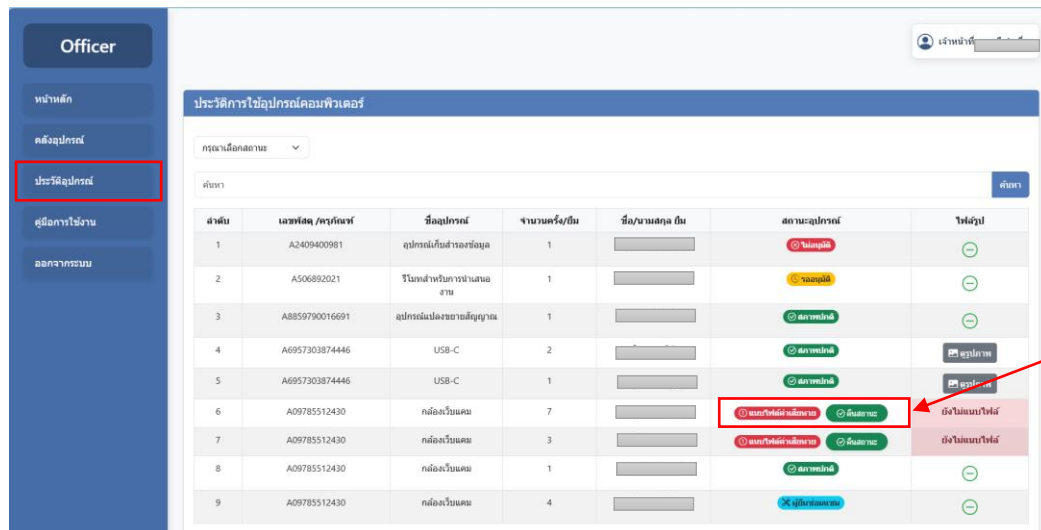 Officer
เจ้าหน้าที่
หน้าหลัก
คลังอุปกรณ์
ประวัติอุปกรณ์
คู่มือการใช้งาน
ออกจากระบบ
ประวัติการใช้อุปกรณ์คอมพิวเตอร์
กรุณาเลือกสถานะ
ค้นหา ค้นหา
ลำดับ เลขพัสดุ /ครุภัณฑ์ ชื่ออุปกรณ์ จำนวนครั้ง/ยืม ชื่อ/นามสกุล ยืม สถานะอุปกรณ์ ไฟล์รูป
1 A2409400981 อุปกรณ์เก็บสำรองข้อมูล 1 ไม่อนุมัติ
2 A506892021 รีโมทสำหรับการนำเสนอ 1 รออนุมัติ
งาน
3 A8859790016691 อุปกรณ์แปลงขยายสัญญาณ 1 สภาพปกติ
4 A6957303874446 USB-C 2 สภาพปกติ ดูรูปภาพ
5 A6957303874446 USB-C 1 สภาพปกติ ดูรูปภาพ
6 A09785512430 กล้องเว็บแคม 7 แนบไฟล์ค่าเสียหาย คืนสถานะ ยังไม่แนบไฟล์
7 A09785512430 กล้องเว็บแคม 3 แนบไฟล์ค่าเสียหาย คืนสถานะ ยังไม่แนบไฟล์
8 A09785512430 กล้องเว็บแคม 1 สภาพปกติ
9 A09785512430 กล้องเว็บแคม 4 ผู้ยืมซ่อมแซม